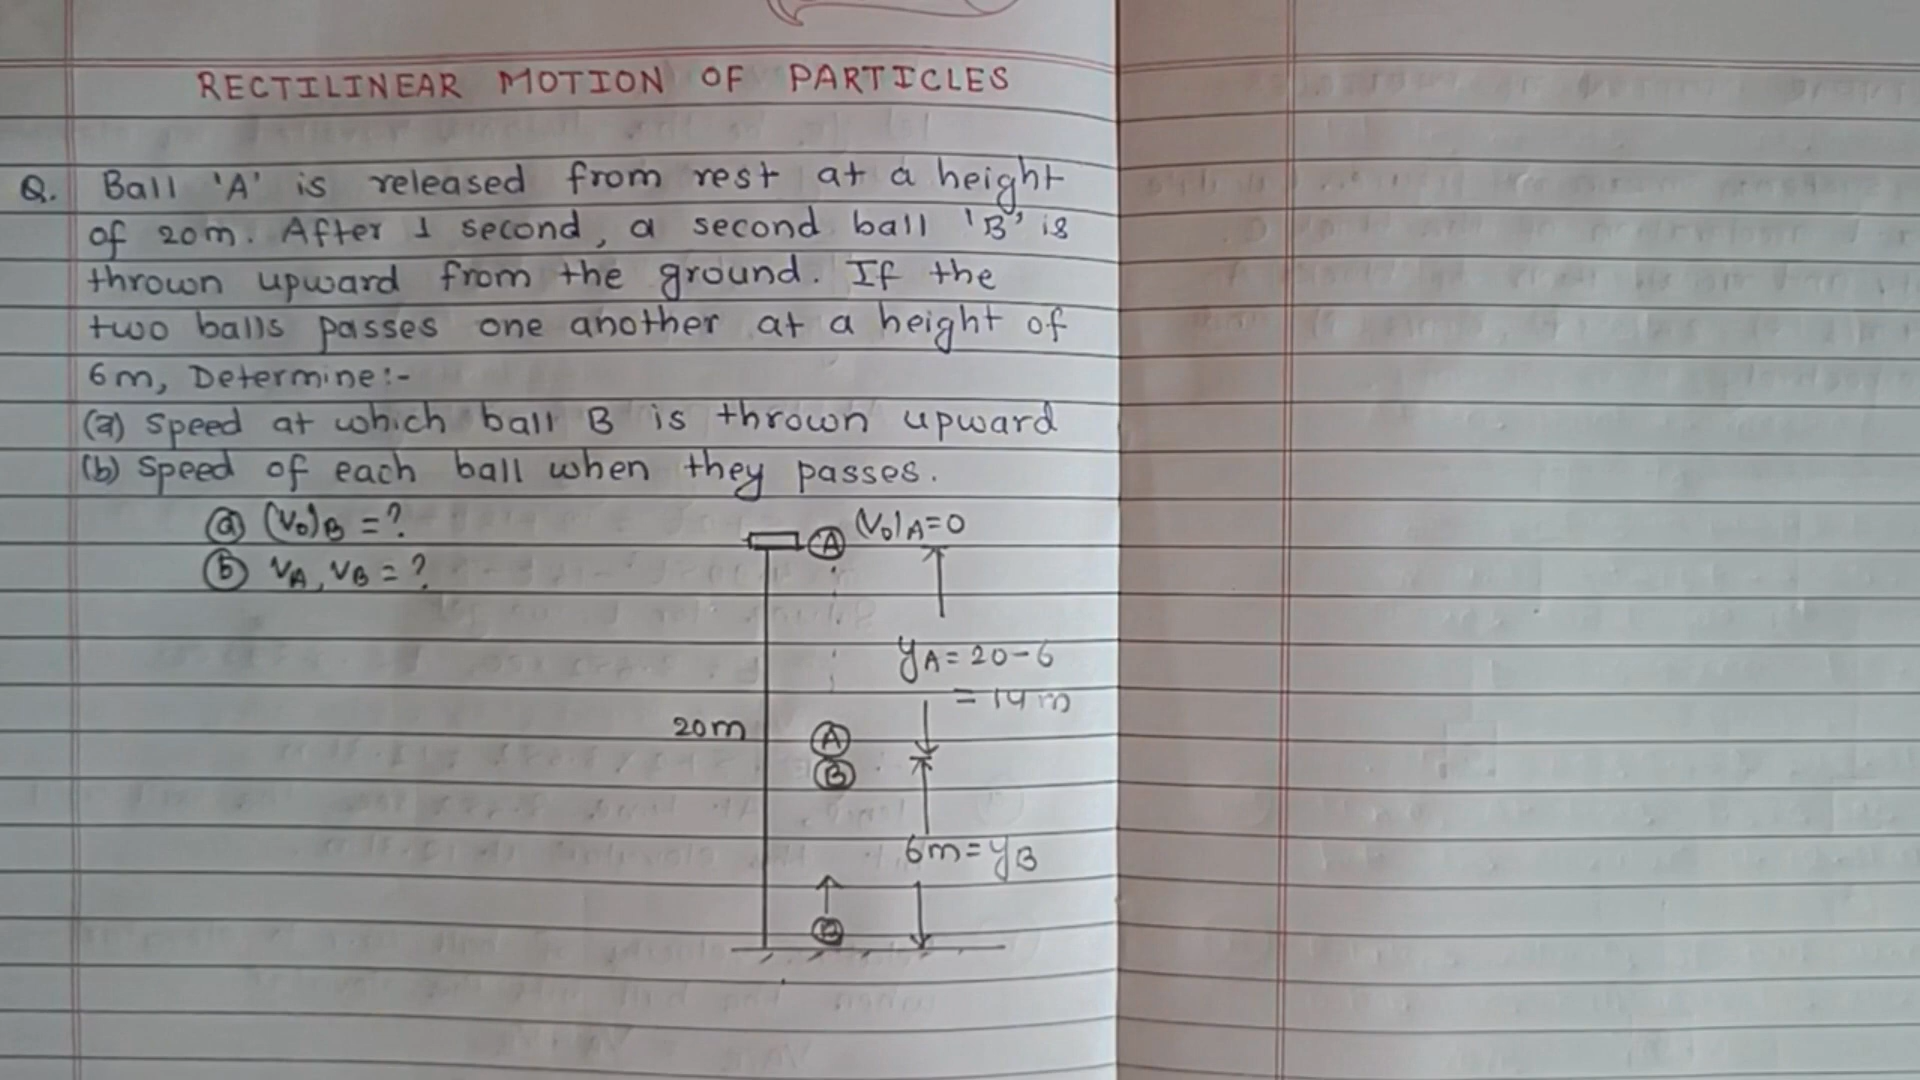 RECTILINEAR MOTION OF PARTICLES
Q. Ball 'A' is released from rest at a height
of 20m. After 1 second, a second ball 'B' is
thrown upward from the ground. If the
two balls passes one another at a height of
6m, Determine:-
(a) Speed at which ball B is thrown upward
(b) Speed of each ball when they passes.
(a) (V₀)B = ?
(b) VA, VB = ?
A (V₀)A=0
yA = 20-6
= 14m
20m
A
B
6m=yB
B